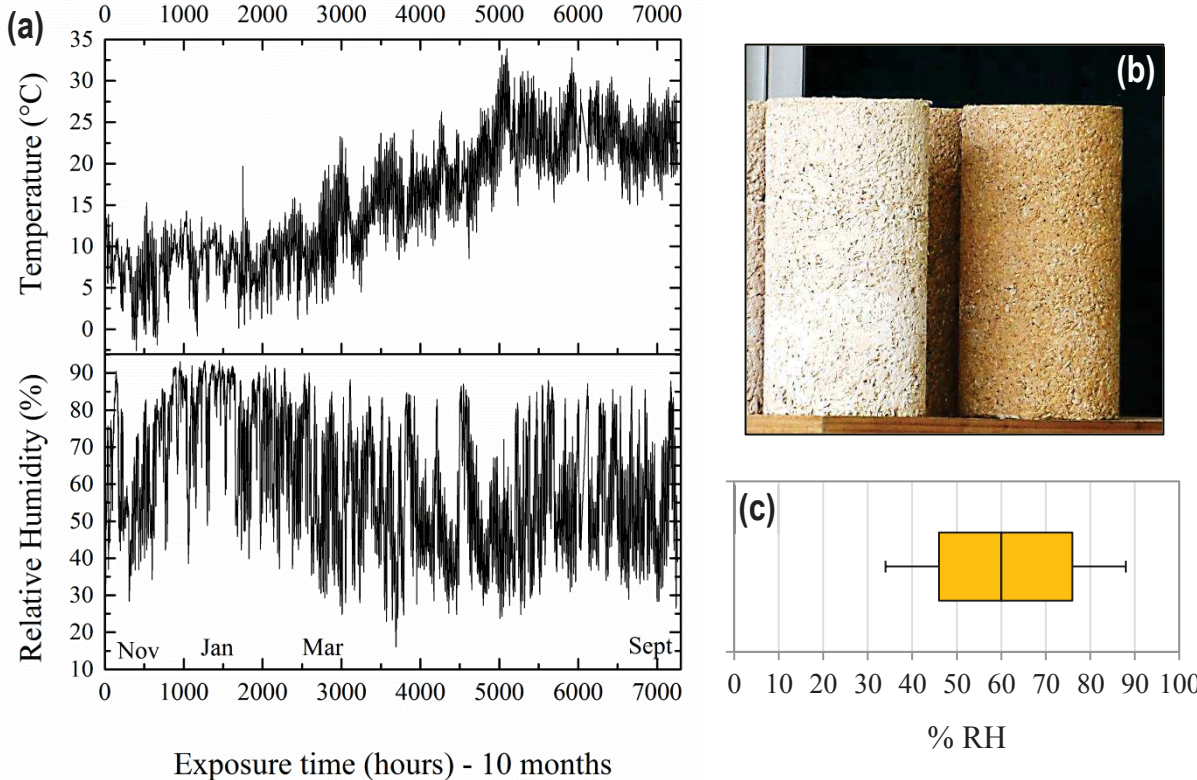 (a)
0 1000 2000 3000 4000 5000 6000 7000
Temperature (°C)
35
30
25
20
15
10
5
0
Relative Humidity (%)
90
80
70
60
50
40
30
20
10
Nov Jan Mar Sept
0 1000 2000 3000 4000 5000 6000 7000
Exposure time (hours) - 10 months
(b)
(c)
0 10 20 30 40 50 60 70 80 90 100
% RH